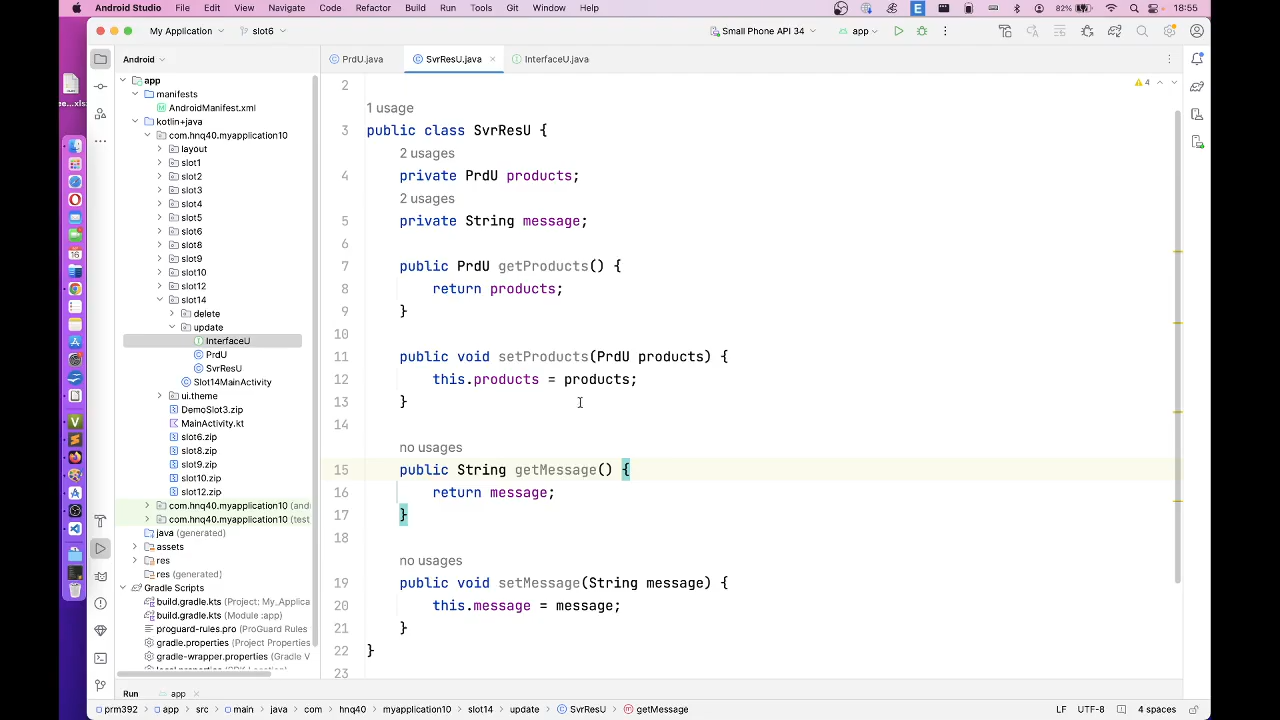 Android Studio File Edit View Navigate Code Refactor Build Run Tools Git Window Help 82% 18:55
My Application slot6 Small Phone API 34 app
Android PrdU.java SvrResU.java InterfaceU.java
app
manifests
AndroidManifest.xml
kotlin+java
com.hnq40.myapplication10
layout
slot1
slot2
slot3
slot4
slot5
slot6
slot8
slot9
slot10
slot12
slot14
delete
update
InterfaceU
PrdU
SvrResU
Slot14MainActivity
ui.theme
DemoSlot3.zip
MainActivity.kt
slot6.zip
slot8.zip
slot9.zip
slot10.zip
slot12.zip
com.hnq40.myapplication10 (and
com.hnq40.myapplication10 (test
java (generated)
assets
res
res (generated)
Gradle Scripts
build.gradle.kts (Project: My_Applica
build.gradle.kts (Module :app)
proguard-rules.pro (ProGuard Rules
gradle.properties (Project Properties
gradle-wrapper.properties (Gradle V
2
4
1 usage
3 public class SvrResU {
2 usages
4 private PrdU products;
2 usages
5 private String message;
6
7 public PrdU getProducts() {
8 return products;
9 }
10
11 public void setProducts(PrdU products) {
12 this.products = products;
13 }
14
no usages
15 public String getMessage() {
16 return message;
17 }
18
no usages
19 public void setMessage(String message) {
20 this.message = message;
21 }
22 }
23
Run app
prm392 app src main java com hnq40 myapplication10 slot14 update SvrResU getMessage LF UTF-8 4 spaces